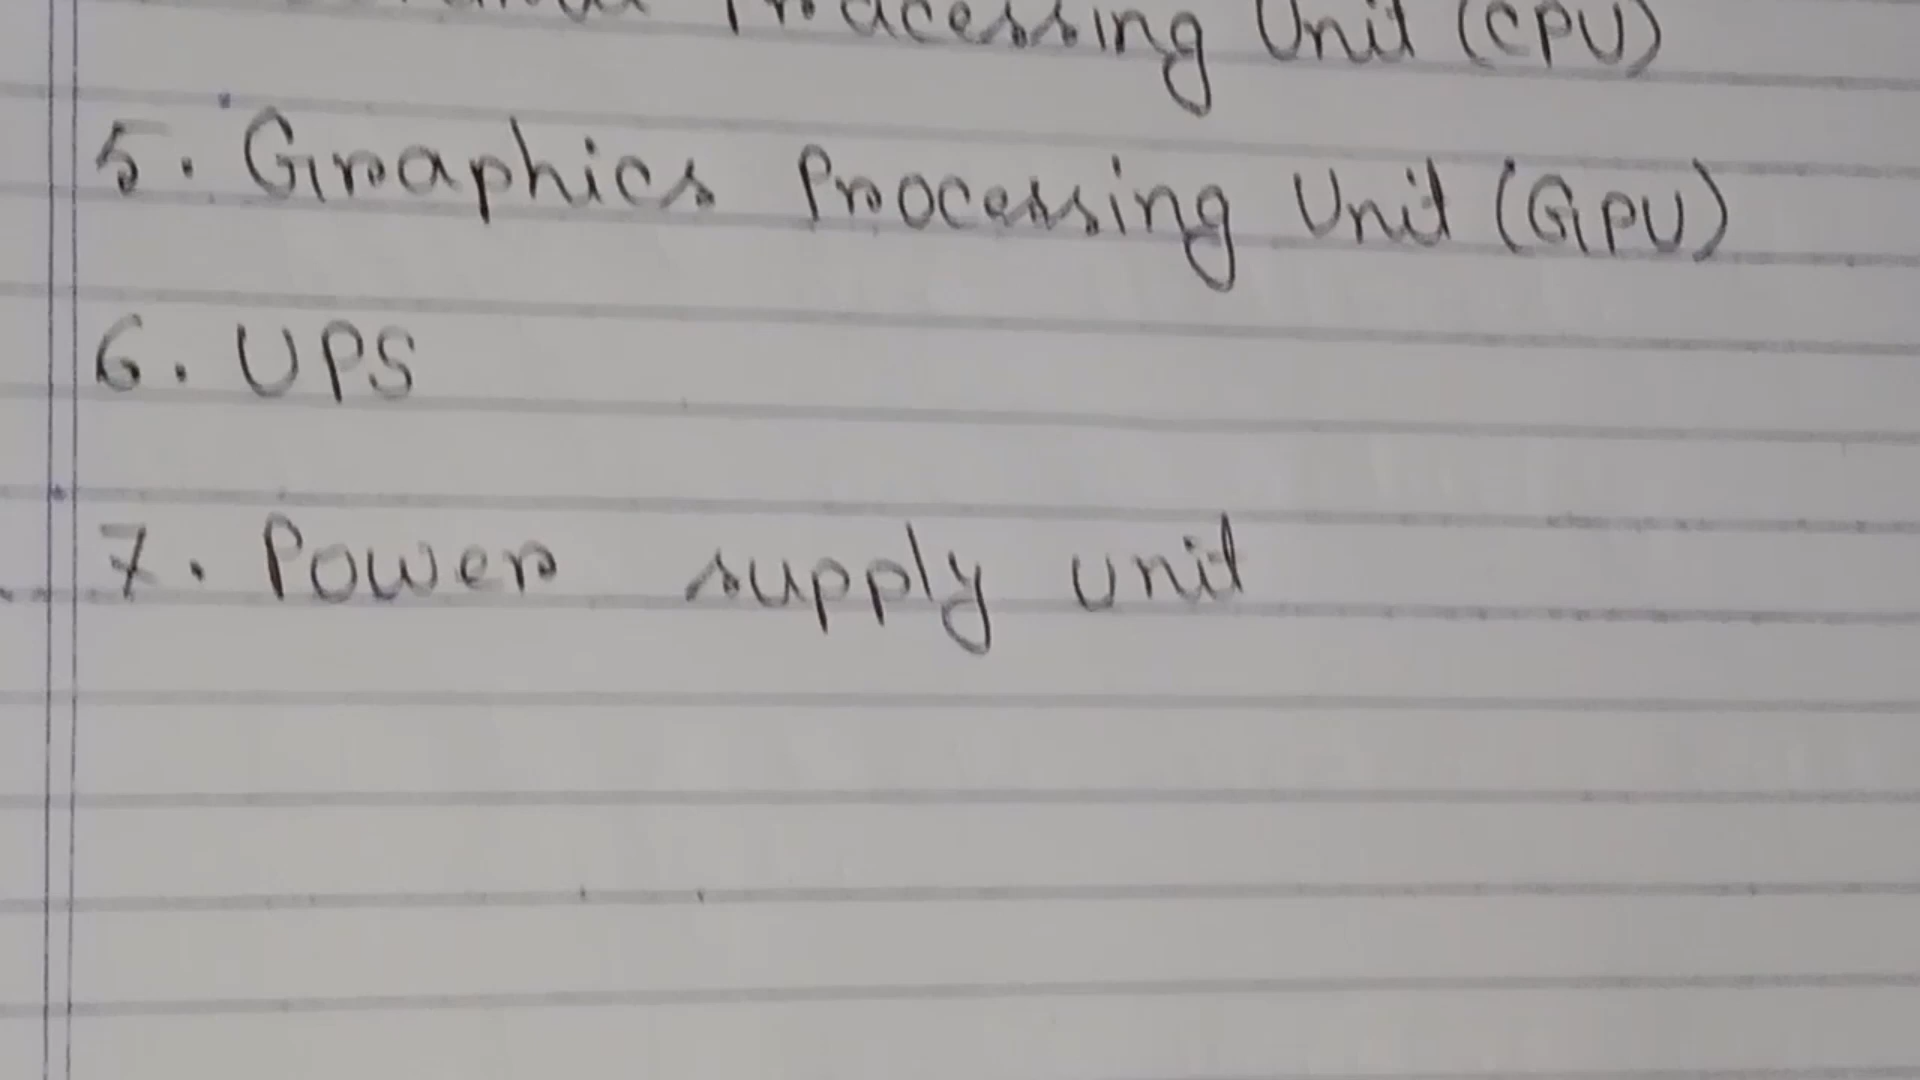 Processing Unit (CPU)
5. Graphics Processing Unit (GPU)
6. UPS
7. Power supply unit